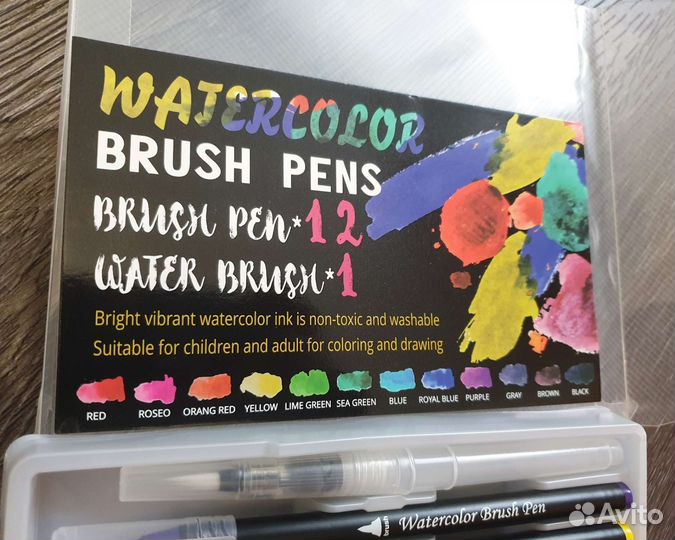 WATERCOLOR
BRUSH PENS
BRUSH PEN*12
WATER BRUSH*1
Bright vibrant watercolor ink is non-toxic and washable
Suitable for children and adult for coloring and drawing
RED ROSEO ORANG RED YELLOW LIME GREEN SEA GREEN BLUE ROYAL BLUE PURPLE GRAY BROWN BLACK
brush Watercolor Brush Pen
Avito